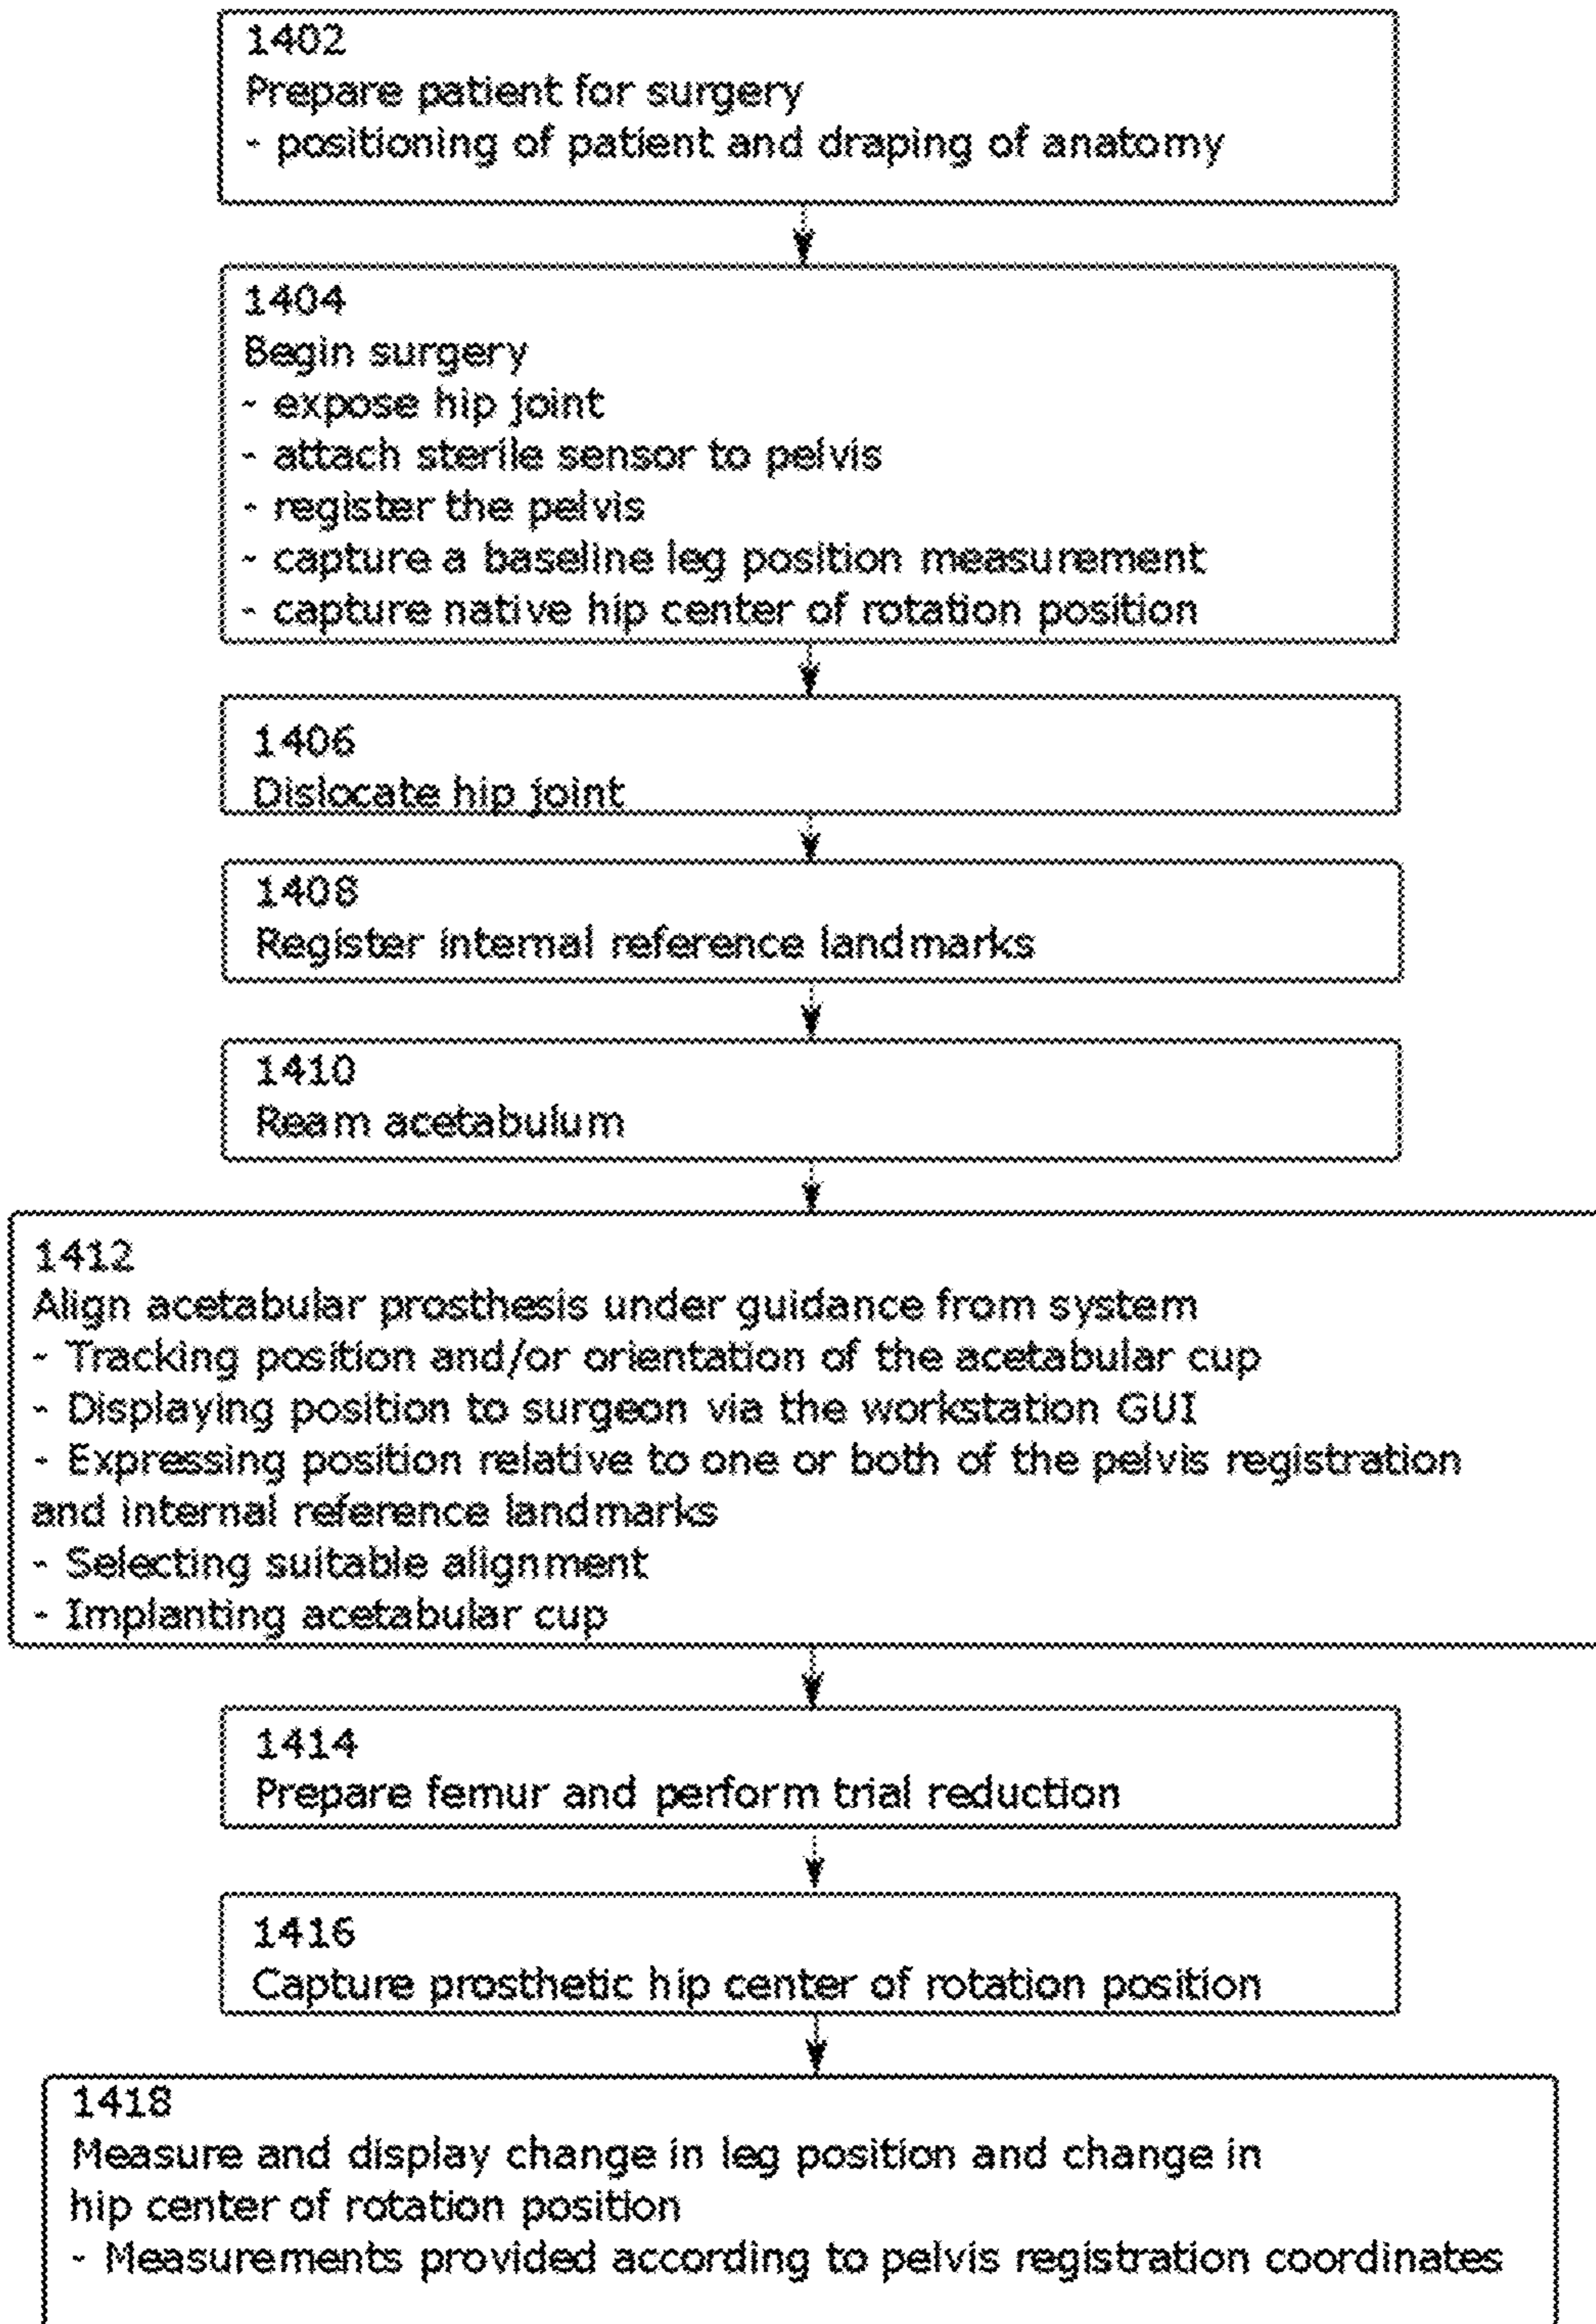 1402
Prepare patient for surgery
- positioning of patient and draping of anatomy
1404
Begin surgery
- expose hip joint
- attach sterile sensor to pelvis
- register the pelvis
- capture a baseline leg position measurement
- capture native hip center of rotation position
1406
Dislocate hip joint
1408
Register internal reference landmarks
1410
Ream acetabulum
1412
Align acetabular prosthesis under guidance from system
- Tracking position and/or orientation of the acetabular cup
- Displaying position to surgeon via the workstation GUI
- Expressing position relative to one or both of the pelvis registration
and internal reference landmarks
- Selecting suitable alignment
- Implanting acetabular cup
1414
Prepare femur and perform trial reduction
1416
Capture prosthetic hip center of rotation position
1418
Measure and display change in leg position and change in
hip center of rotation position
- Measurements provided according to pelvis registration coordinates